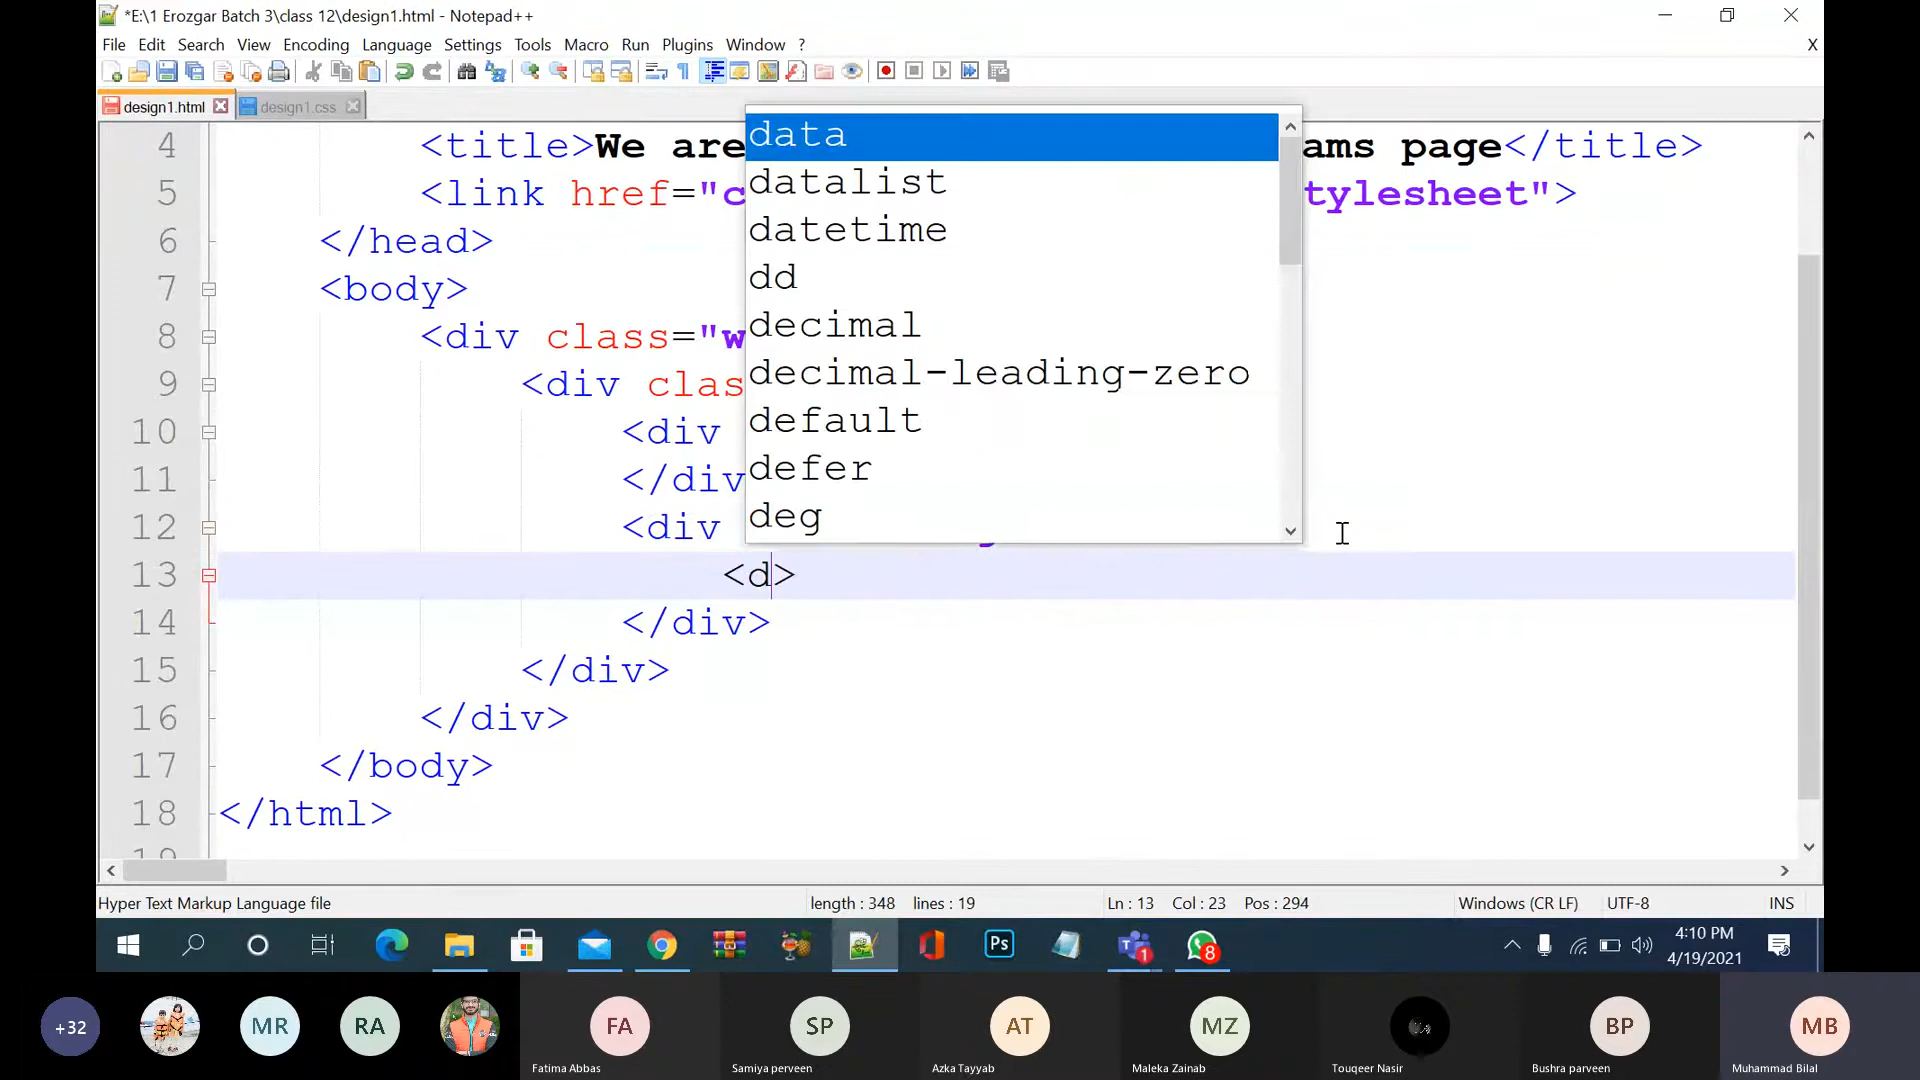 *E:\1 Erozgar Batch 3\class 12\design1.html - Notepad++
File Edit Search View Encoding Language Settings Tools Macro Run Plugins Window ? X
design1.html design1.css
4 <title>We are ams page</title>
5 <link href="c tylesheet">
6 </head>
7 <body>
8 <div class="w
9 <div clas
10 <div
11 </div
12 <div
13 <d>
14 </div>
15 </div>
16 </div>
17 </body>
18 </html>
19
data
datalist
datetime
dd
decimal
decimal-leading-zero
default
defer
deg
Hyper Text Markup Language file length : 348 lines : 19 Ln : 13 Col : 23 Pos : 294 Windows (CR LF) UTF-8 INS
Ps 1 8 4:10 PM
4/19/2021
+32 MR RA FA SP AT MZ BP MB
Fatima Abbas Samiya perveen Azka Tayyab Maleka Zainab Touqeer Nasir Bushra parveen Muhammad Bilal